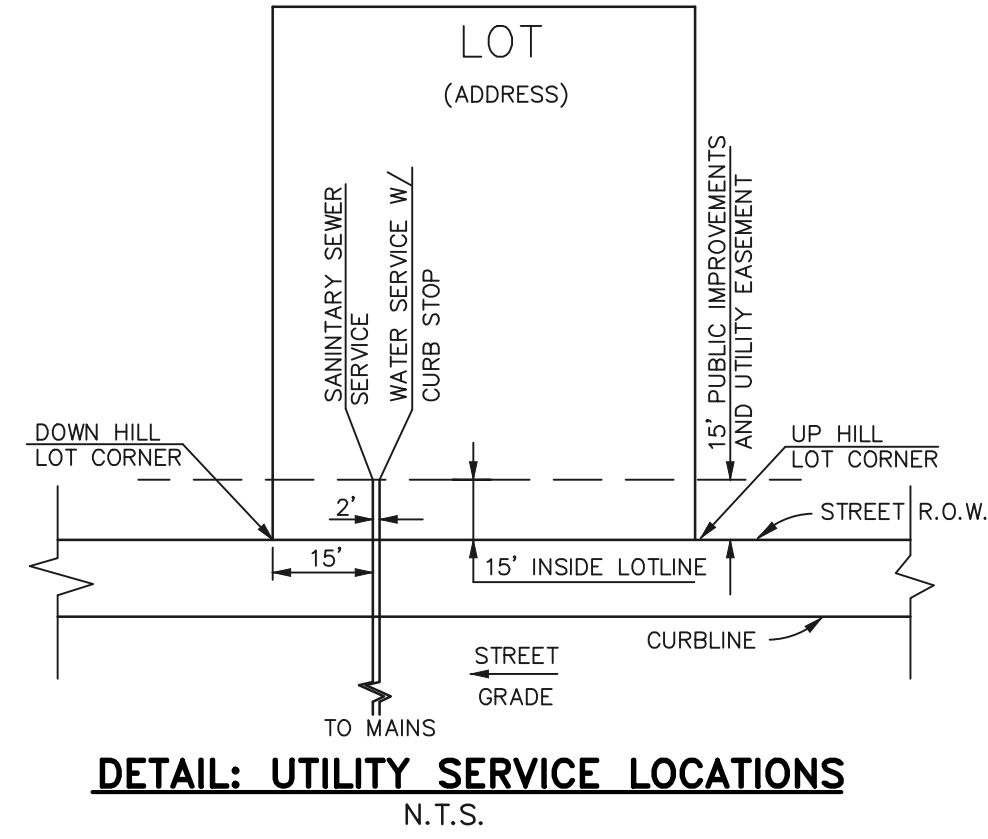 LOT
(ADDRESS)
SANINTARY SEWER
SERVICE
WATER SERVICE W/
CURB STOP
15' PUBLIC IMPROVEMENTS
AND UTILITY EASEMENT
DOWN HILL
LOT CORNER
UP HILL
LOT CORNER
2'
STREET R.O.W.
15'
15' INSIDE LOTLINE
CURBLINE
STREET
GRADE
TO MAINS
DETAIL: UTILITY SERVICE LOCATIONS
N.T.S.